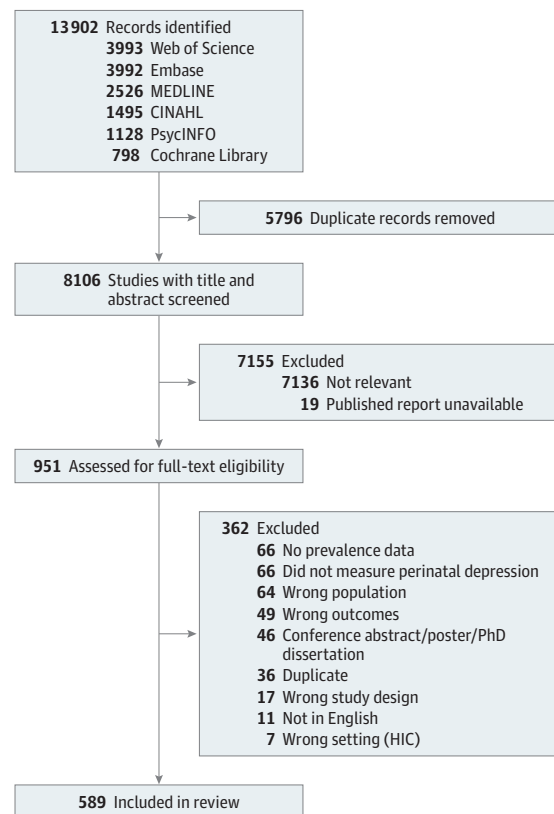 13902 Records identified
3993 Web of Science
3992 Embase
2526 MEDLINE
1495 CINAHL
1128 PsycINFO
798 Cochrane Library
5796 Duplicate records removed
8106 Studies with title and
abstract screened
7155 Excluded
7136 Not relevant
19 Published report unavailable
951 Assessed for full-text eligibility
362 Excluded
66 No prevalence data
66 Did not measure perinatal depression
64 Wrong population
49 Wrong outcomes
46 Conference abstract/poster/PhD
dissertation
36 Duplicate
17 Wrong study design
11 Not in English
7 Wrong setting (HIC)
589 Included in review